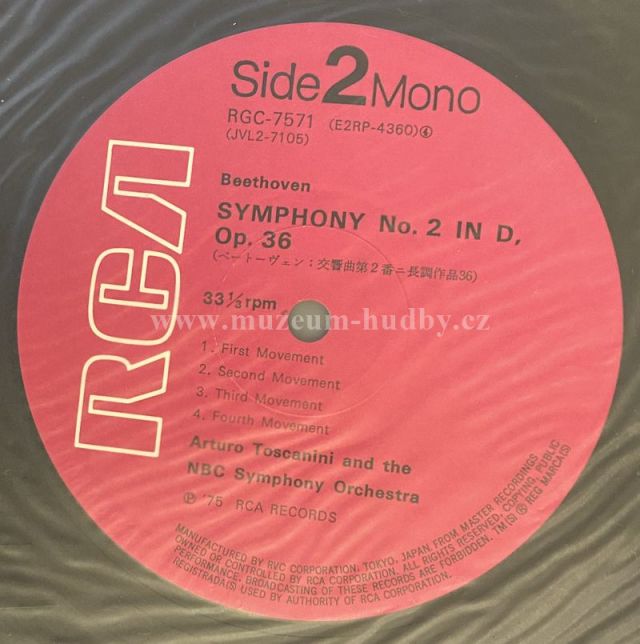 Side 2 Mono
RGC-7571 (E2RP-4360)④
(JVL2-7105)
Beethoven
SYMPHONY No. 2 IN D,
Op. 36
(ベートーヴェン：交響曲第２番ニ長調作品36)
33⅓rpm
www.muzeum-hudby.cz
1. First Movement
2. Second Movement
3. Third Movement
4. Fourth Movement
Arturo Toscanini and the
NBC Symphony Orchestra
Ⓟ '75 RCA RECORDS
RCA
MANUFACTURED BY RVC CORPORATION, TOKYO, JAPAN, FROM MASTER RECORDINGS
OWNED OR CONTROLLED BY RCA CORPORATION. ALL RIGHTS RESERVED, COPYING, PUBLIC
PERFORMANCE, BROADCASTING OF THESE RECORDS ARE FORBIDDEN. TM(S) ® REG MARCA(S)
REGISTRADA(S) USED BY AUTHORITY OF RCA CORPORATION.